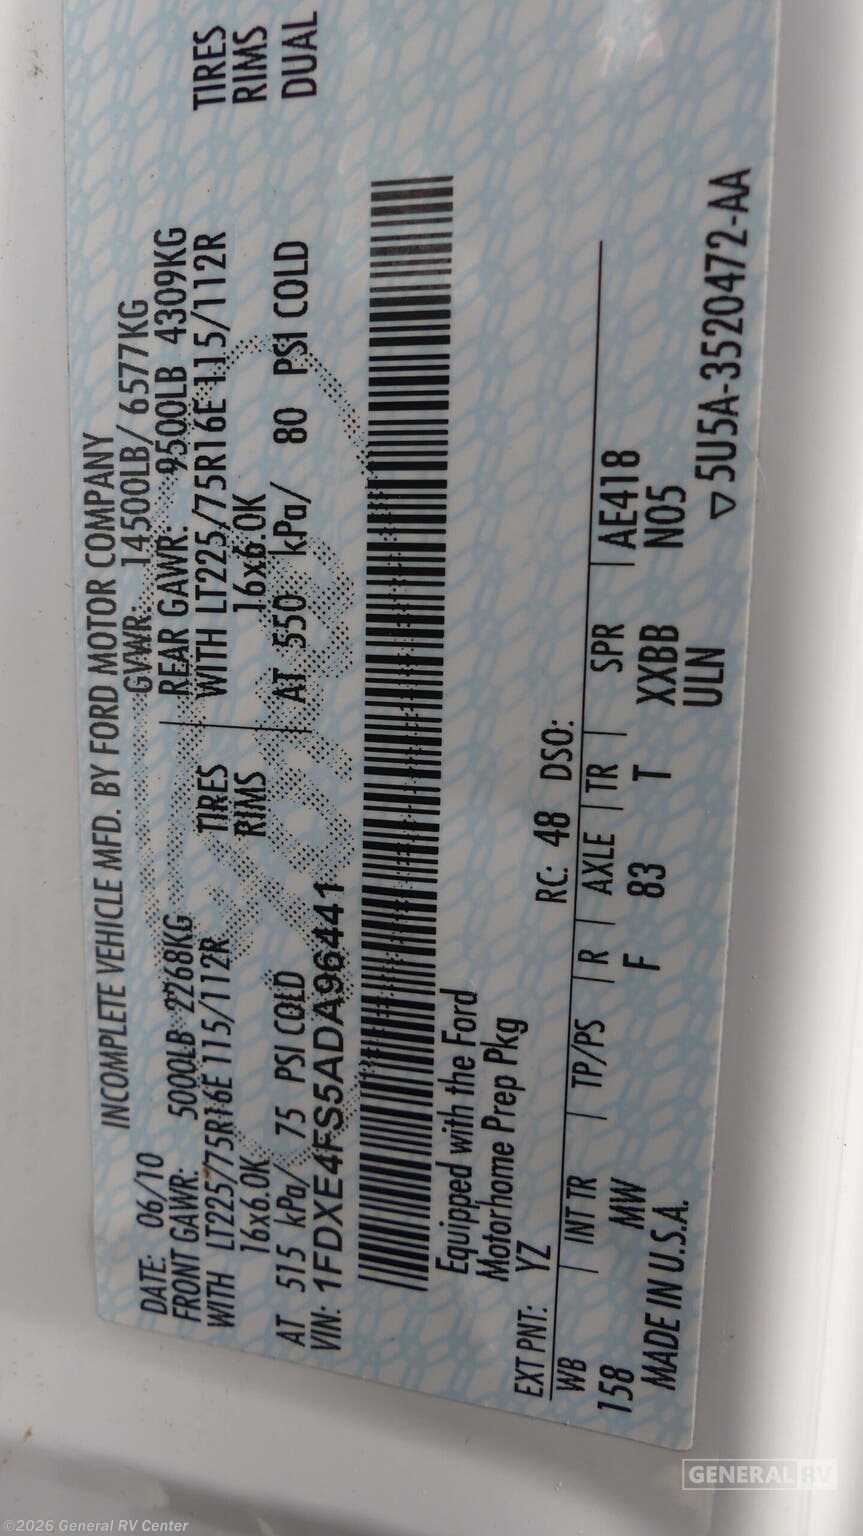 INCOMPLETE VEHICLE MFD. BY FORD MOTOR COMPANY
DATE: 06/10 GVWR: 14500LB/ 6577KG
FRONT GAWR: 5000LB 2268KG REAR GAWR: 9500LB 4309KG
WITH LT225/75R16E 115/112R TIRES WITH LT225/75R16E 115/112R TIRES
16x6.0K RIMS 16x6.0K RIMS
AT 515 kPa/ 75 PSI COLD AT 550 kPa/ 80 PSI COLD DUAL
VIN: 1FDXE4FS5ADA96441
Equipped with the Ford
Motorhome Prep Pkg
EXT PNT: YZ RC: 48 DSO:
WB INT TR TP/PS R AXLE TR SPR AE418
158 MW F 83 T XXBB N05
MADE IN U.S.A. ULN
▽5U5A-3520472-AA
GENERAL RV
©2026 General RV Center